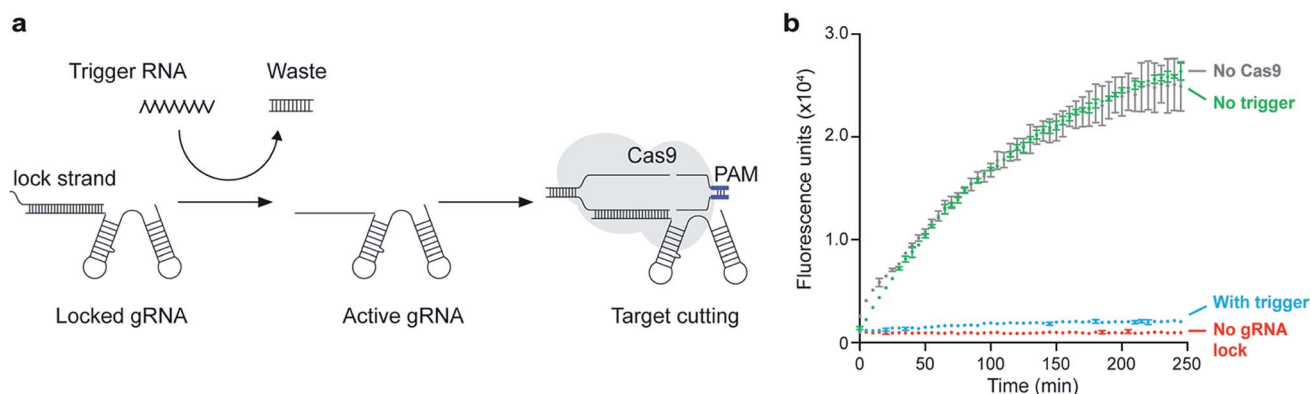 a
Trigger RNA
Waste
lock strand
Cas9
PAM
Locked gRNA
Active gRNA
Target cutting
b
Fluorescence units (x10⁴)
3.0
2.0
1.0
0
0
50
100
150
200
250
Time (min)
No Cas9
No trigger
With trigger
No gRNA
lock